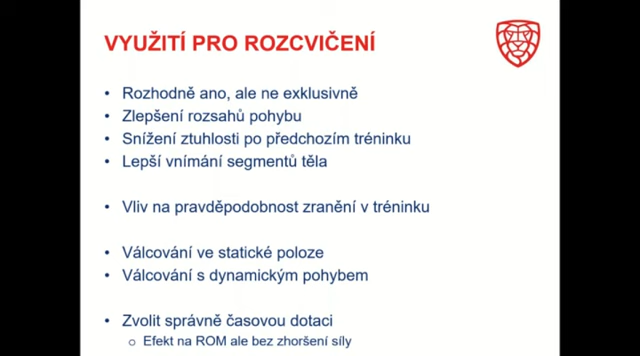 VYUŽITÍ PRO ROZCVIČENÍ
• Rozhodně ano, ale ne exklusivně
• Zlepšení rozsahů pohybu
• Snížení ztuhlosti po předchozím tréninku
• Lepší vnímání segmentů těla
• Vliv na pravděpodobnost zranění v tréninku
• Válcování ve statické poloze
• Válcování s dynamickým pohybem
• Zvolit správně časovou dotaci
o Efekt na ROM ale bez zhoršení síly